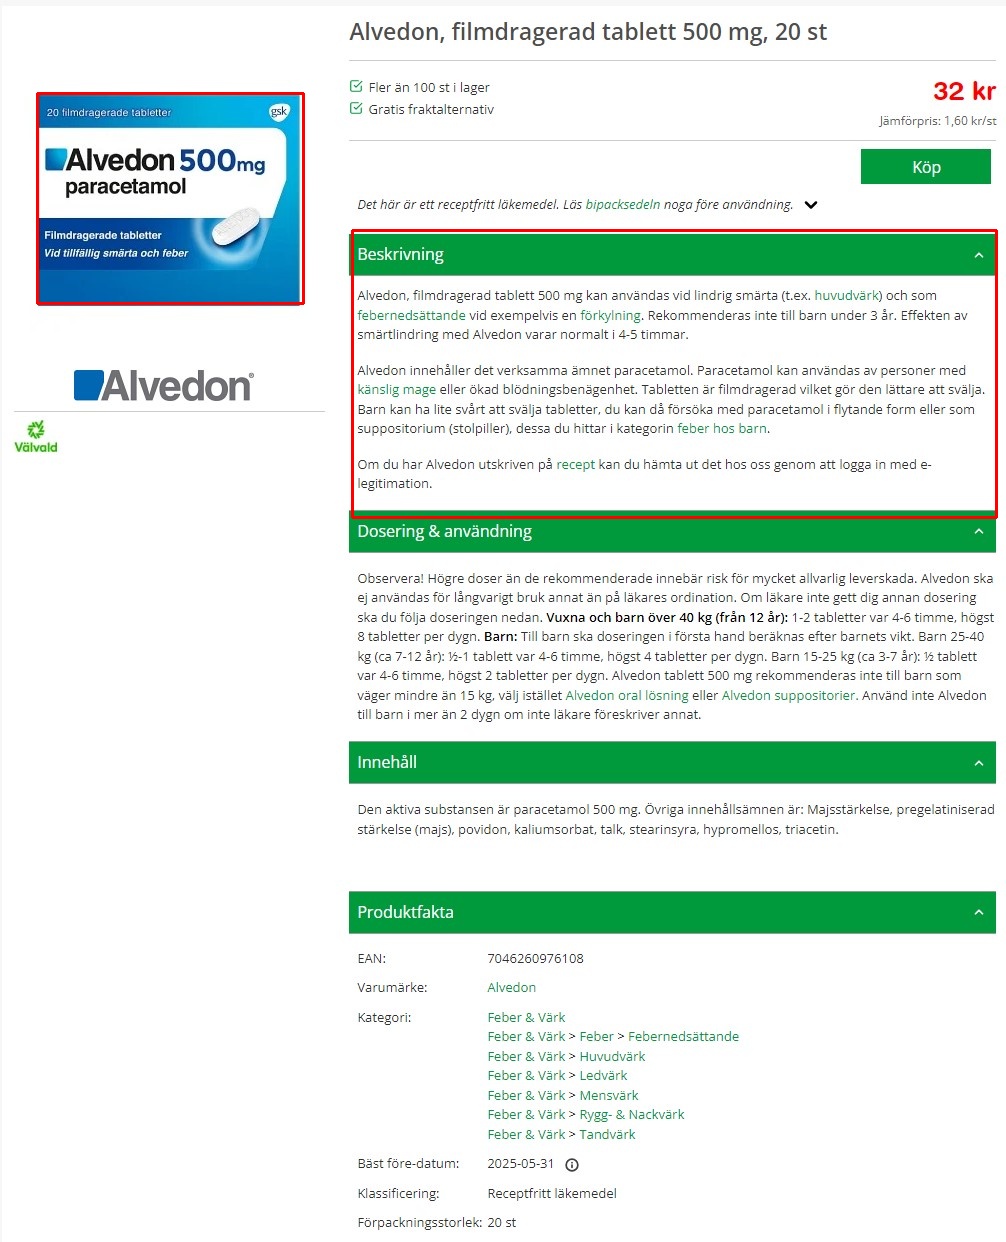 Alvedon, filmdragerad tablett 500 mg, 20 st
Fler än 100 st i lager
Gratis fraktalternativ
32 kr
Jämförpris: 1,60 kr/st
Köp
Det här är ett receptfritt läkemedel. Läs bipacksedeln noga före användning.
20 filmdragerade tabletter
gsk
Alvedon 500mg
paracetamol
Filmdragerade tabletter
Vid tillfällig smärta och feber
Alvedon
Välvald
Beskrivning
Alvedon, filmdragerad tablett 500 mg kan användas vid lindrig smärta (t.ex. huvudvärk) och som
febernedsättande vid exempelvis en förkylning. Rekommenderas inte till barn under 3 år. Effekten av
smärtlindring med Alvedon varar normalt i 4-5 timmar.
Alvedon innehåller det verksamma ämnet paracetamol. Paracetamol kan användas av personer med
känslig mage eller ökad blödningsbenägenhet. Tabletten är filmdragerad vilket gör den lättare att svälja.
Barn kan ha lite svårt att svälja tabletter, du kan då försöka med paracetamol i flytande form eller som
suppositorium (stolpiller), dessa du hittar i kategorin feber hos barn.
Om du har Alvedon utskriven på recept kan du hämta ut det hos oss genom att logga in med e-
legitimation.
Dosering & användning
Observera! Högre doser än de rekommenderade innebär risk för mycket allvarlig leverskada. Alvedon ska
ej användas för långvarigt bruk annat än på läkares ordination. Om läkare inte gett dig annan dosering
ska du följa doseringen nedan. Vuxna och barn över 40 kg (från 12 år): 1-2 tabletter var 4-6 timme, högst
8 tabletter per dygn. Barn: Till barn ska doseringen i första hand beräknas efter barnets vikt. Barn 25-40
kg (ca 7-12 år): ½-1 tablett var 4-6 timme, högst 4 tabletter per dygn. Barn 15-25 kg (ca 3-7 år): ½ tablett
var 4-6 timme, högst 2 tabletter per dygn. Alvedon tablett 500 mg rekommenderas inte till barn som
väger mindre än 15 kg, välj istället Alvedon oral lösning eller Alvedon suppositorier. Använd inte Alvedon
till barn i mer än 2 dygn om inte läkare föreskriver annat.
Innehåll
Den aktiva substansen är paracetamol 500 mg. Övriga innehållsämnen är: Majsstärkelse, pregelatiniserad
stärkelse (majs), povidon, kaliumsorbat, talk, stearinsyra, hypromellos, triacetin.
Produktfakta
EAN: 7046260976108
Varumärke: Alvedon
Kategori: Feber & Värk
Feber & Värk > Feber > Febernedsättande
Feber & Värk > Huvudvärk
Feber & Värk > Ledvärk
Feber & Värk > Mensvärk
Feber & Värk > Rygg- & Nackvärk
Feber & Värk > Tandvärk
Bäst före-datum: 2025-05-31
Klassificering: Receptfritt läkemedel
Förpackningsstorlek: 20 st